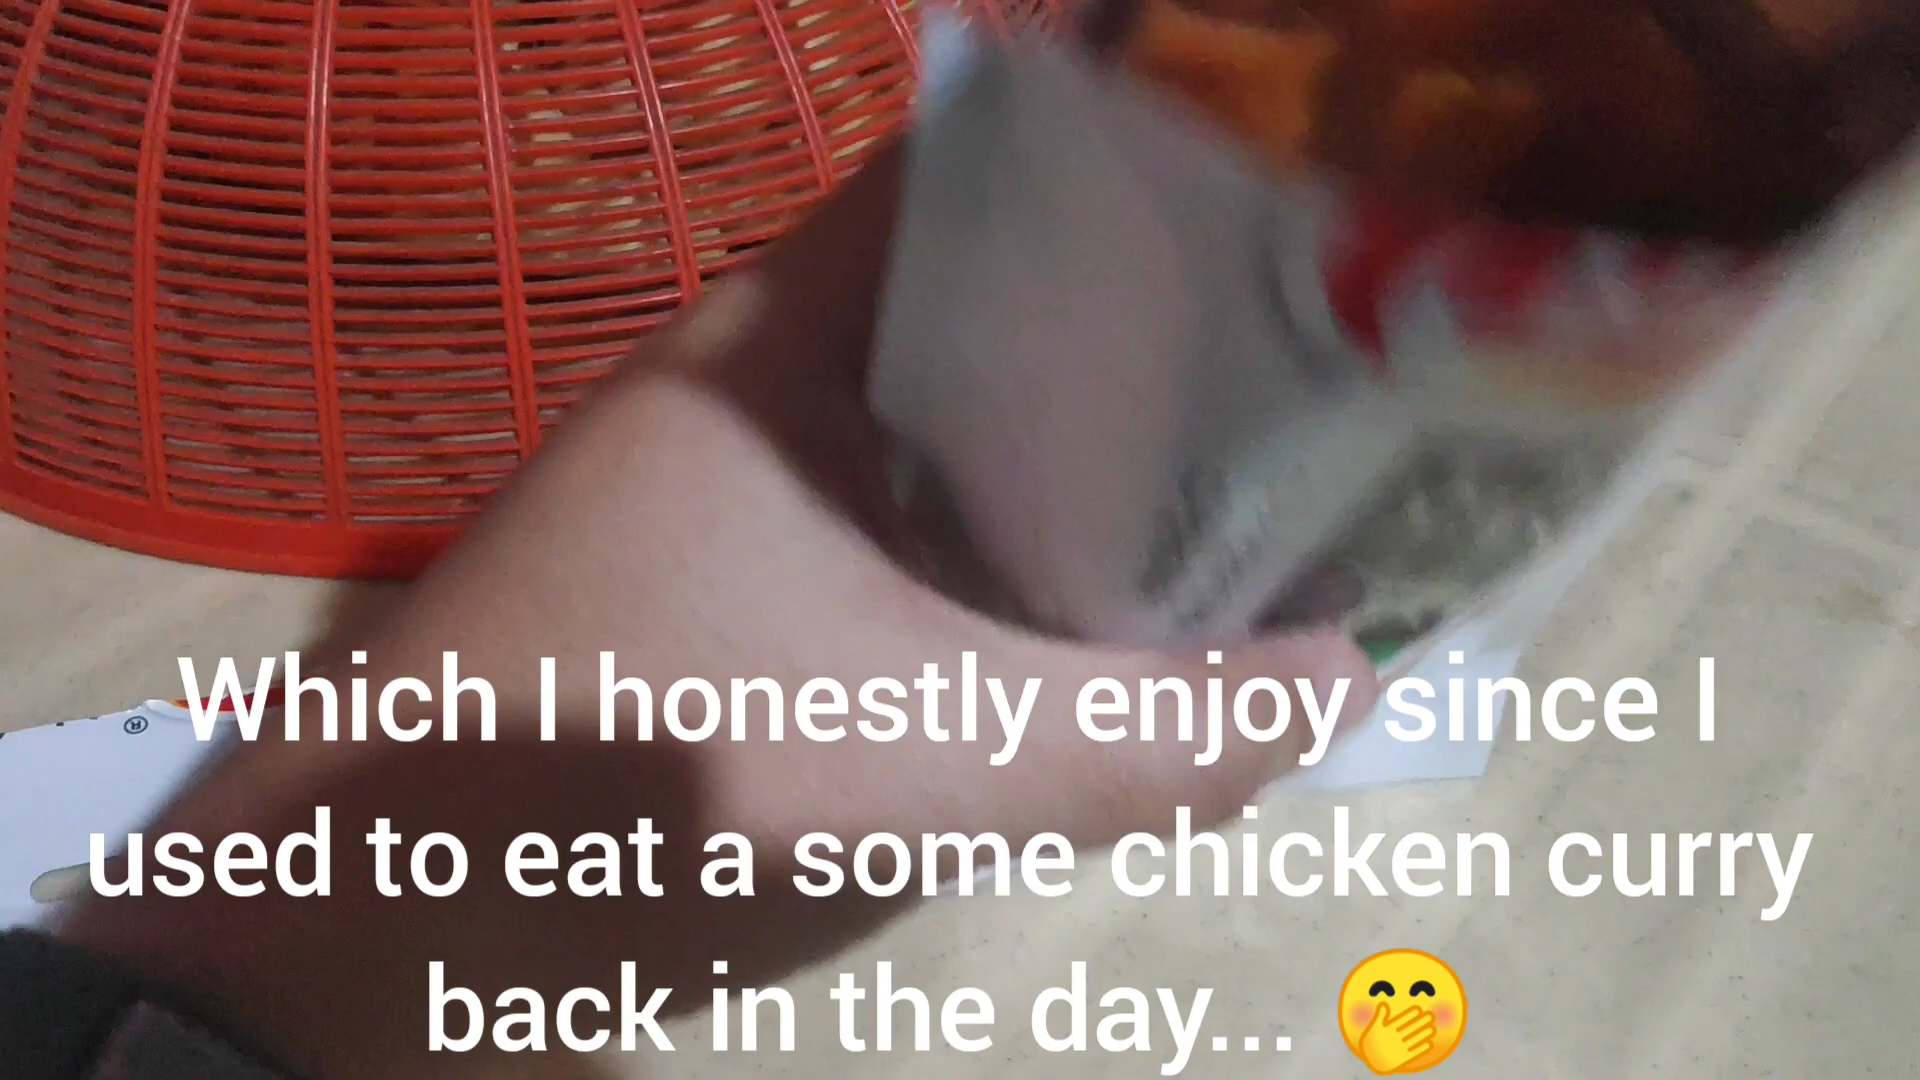 Which I honestly enjoy since I
used to eat a some chicken curry
back in the day... 🤭
®